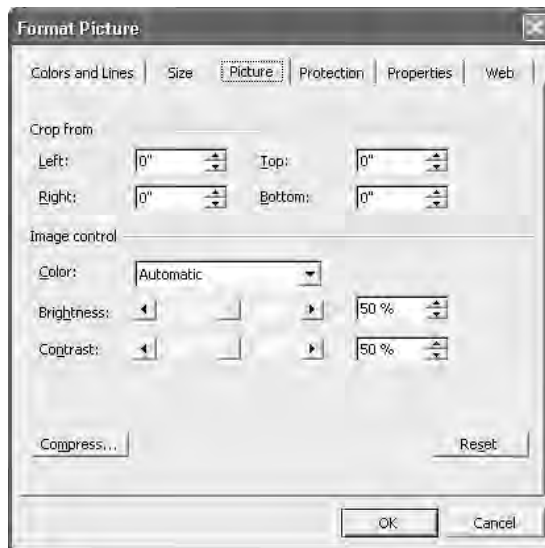 Format Picture
Colors and Lines Size Picture Protection Properties Web
Crop from
Left: 0" Top: 0"
Right: 0" Bottom: 0"
Image control
Color: Automatic
Brightness: 50 %
Contrast: 50 %
Compress... Reset
OK Cancel